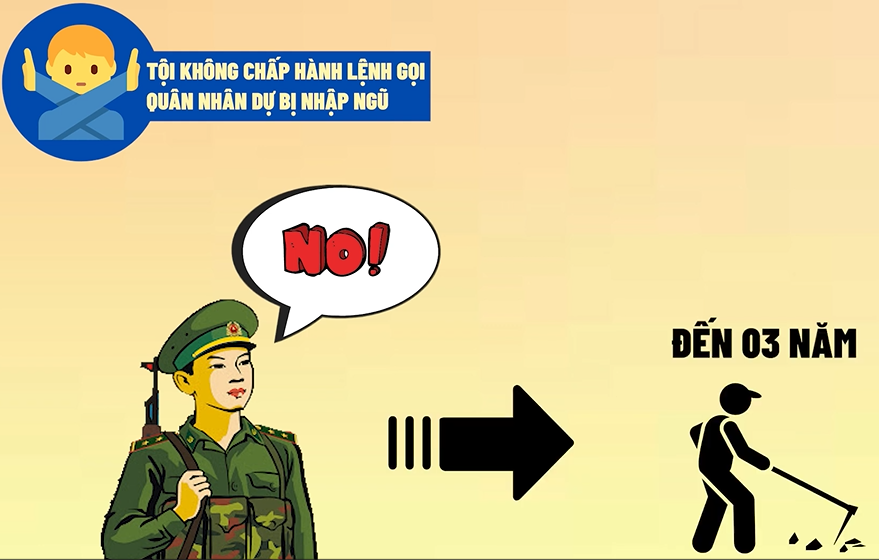 TỘI KHÔNG CHẤP HÀNH LỆNH GỌI
QUÂN NHÂN DỰ BỊ NHẬP NGŨ
NO!
ĐẾN 03 NĂM